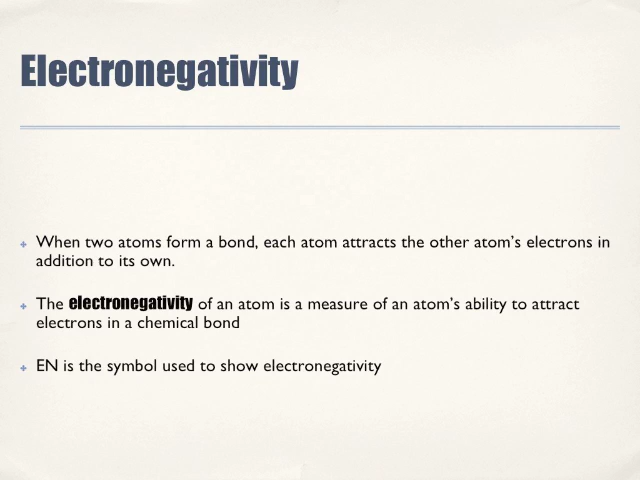 Electronegativity
When two atoms form a bond, each atom attracts the other atom’s electrons in
addition to its own.
The electronegativity of an atom is a measure of an atom’s ability to attract
electrons in a chemical bond
EN is the symbol used to show electronegativity